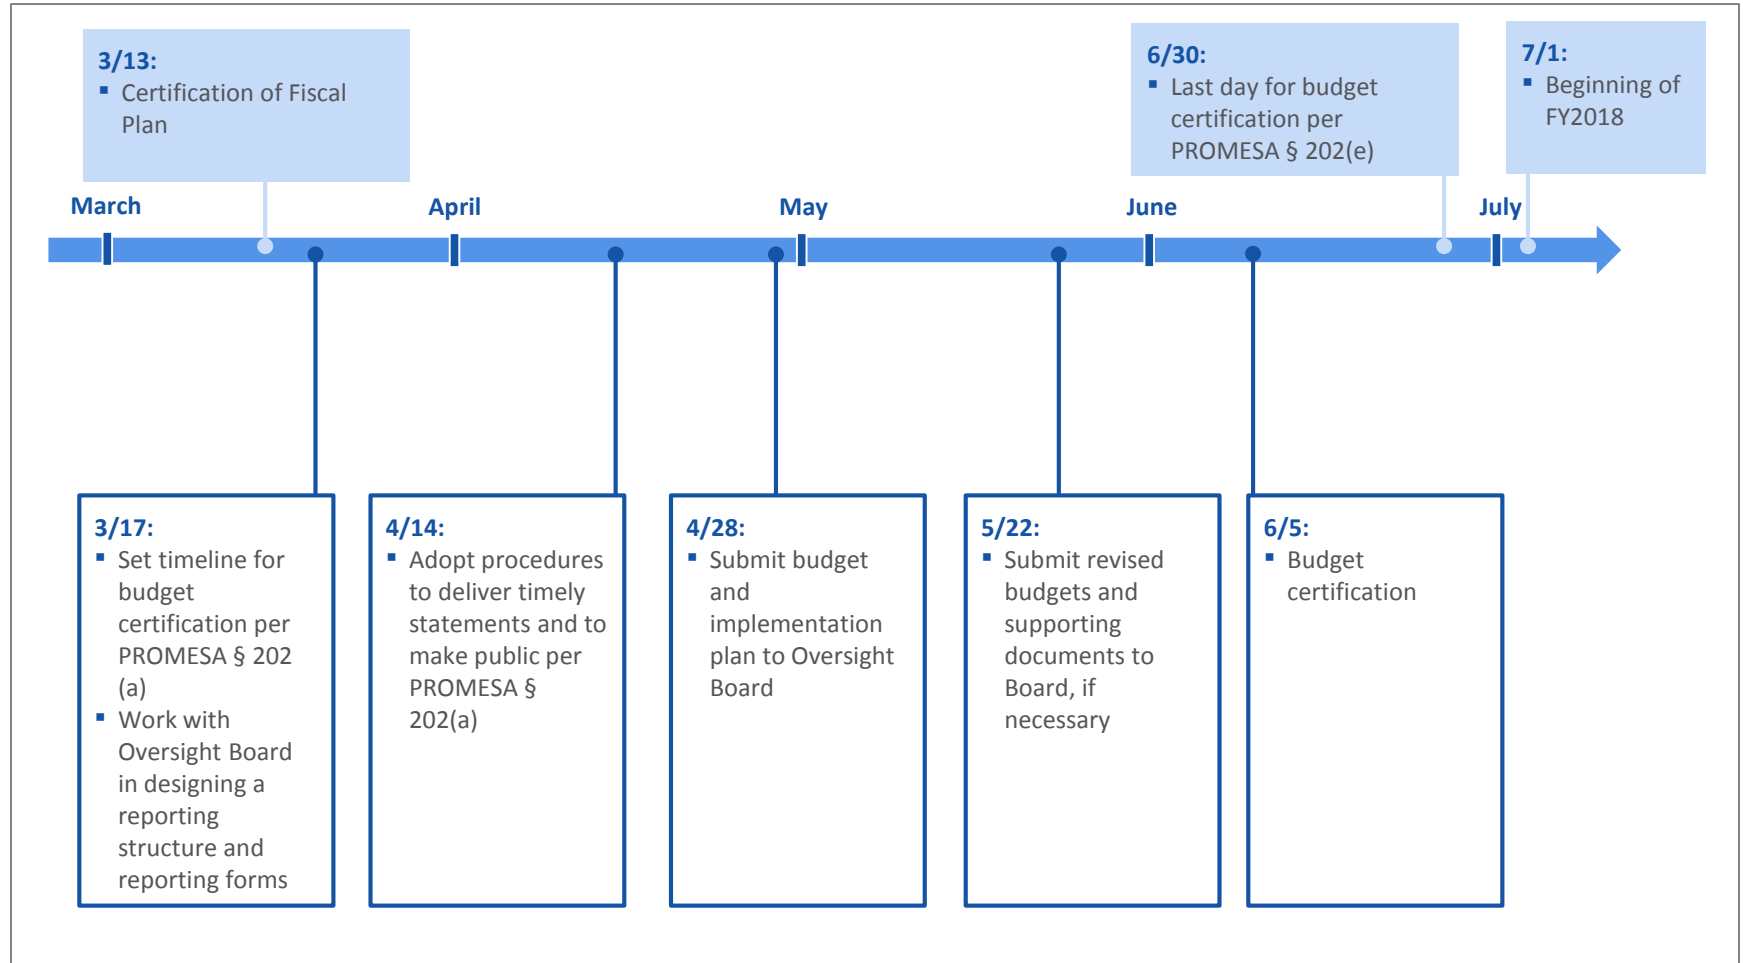 3/13:
▪ Certification of Fiscal
Plan
6/30:
▪ Last day for budget
certification per
PROMESA § 202(e)
7/1:
▪ Beginning of
FY2018
March
April
May
June
July
3/17:
▪ Set timeline for
budget
certification per
PROMESA § 202
(a)
▪ Work with
Oversight Board
in designing a
reporting
structure and
reporting forms
4/14:
▪ Adopt procedures
to deliver timely
statements and to
make public per
PROMESA §
202(a)
4/28:
▪ Submit budget
and
implementation
plan to Oversight
Board
5/22:
▪ Submit revised
budgets and
supporting
documents to
Board, if
necessary
6/5:
▪ Budget
certification